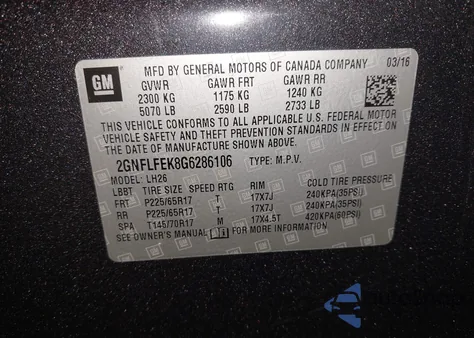 GM
MFD BY GENERAL MOTORS OF CANADA COMPANY 03/16
GVWR GAWR FRT GAWR RR
2300 KG 1175 KG 1240 KG
5070 LB 2590 LB 2733 LB
THIS VEHICLE CONFORMS TO ALL APPLICABLE U.S. FEDERAL MOTOR
VEHICLE SAFETY AND THEFT PREVENTION STANDARDS IN EFFECT ON
THE DATE OF MANUFACTURE SHOWN ABOVE.
2GNFLFEK8G6286106 TYPE: M.P.V.
MODEL: LH26
LBBT TIRE SIZE SPEED RTG RIM COLD TIRE PRESSURE
FRT P225/65R17 T 17X7J 240KPA(35PSI)
RR P225/65R17 T 17X7J 240KPA(35PSI)
SPA T145/70R17 M 17X4.5T 420KPA(60PSI)
SEE OWNER'S MANUAL FOR MORE INFORMATION